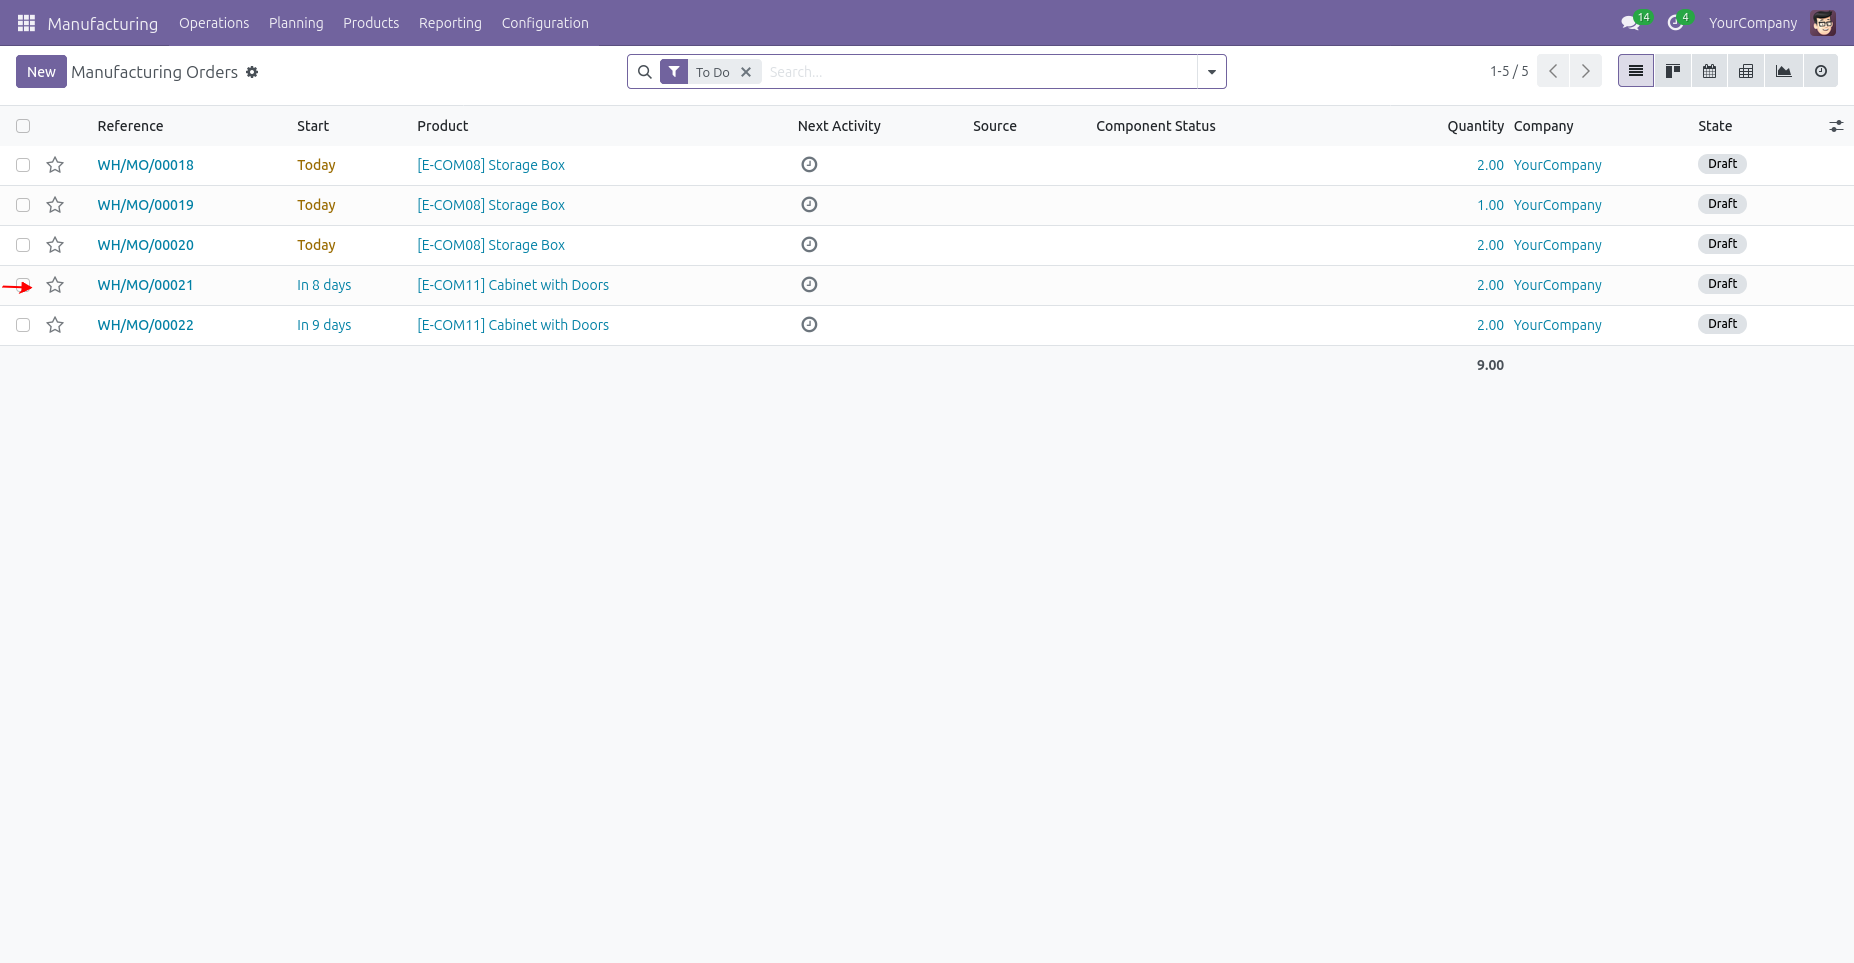 Manufacturing Operations Planning Products Reporting Configuration 14 4 YourCompany
New Manufacturing Orders To Do Search... 1-5 / 5
Reference Start Product Next Activity Source Component Status Quantity Company State
WH/MO/00018 Today [E-COM08] Storage Box 2.00 YourCompany Draft
WH/MO/00019 Today [E-COM08] Storage Box 1.00 YourCompany Draft
WH/MO/00020 Today [E-COM08] Storage Box 2.00 YourCompany Draft
WH/MO/00021 In 8 days [E-COM11] Cabinet with Doors 2.00 YourCompany Draft
WH/MO/00022 In 9 days [E-COM11] Cabinet with Doors 2.00 YourCompany Draft
9.00